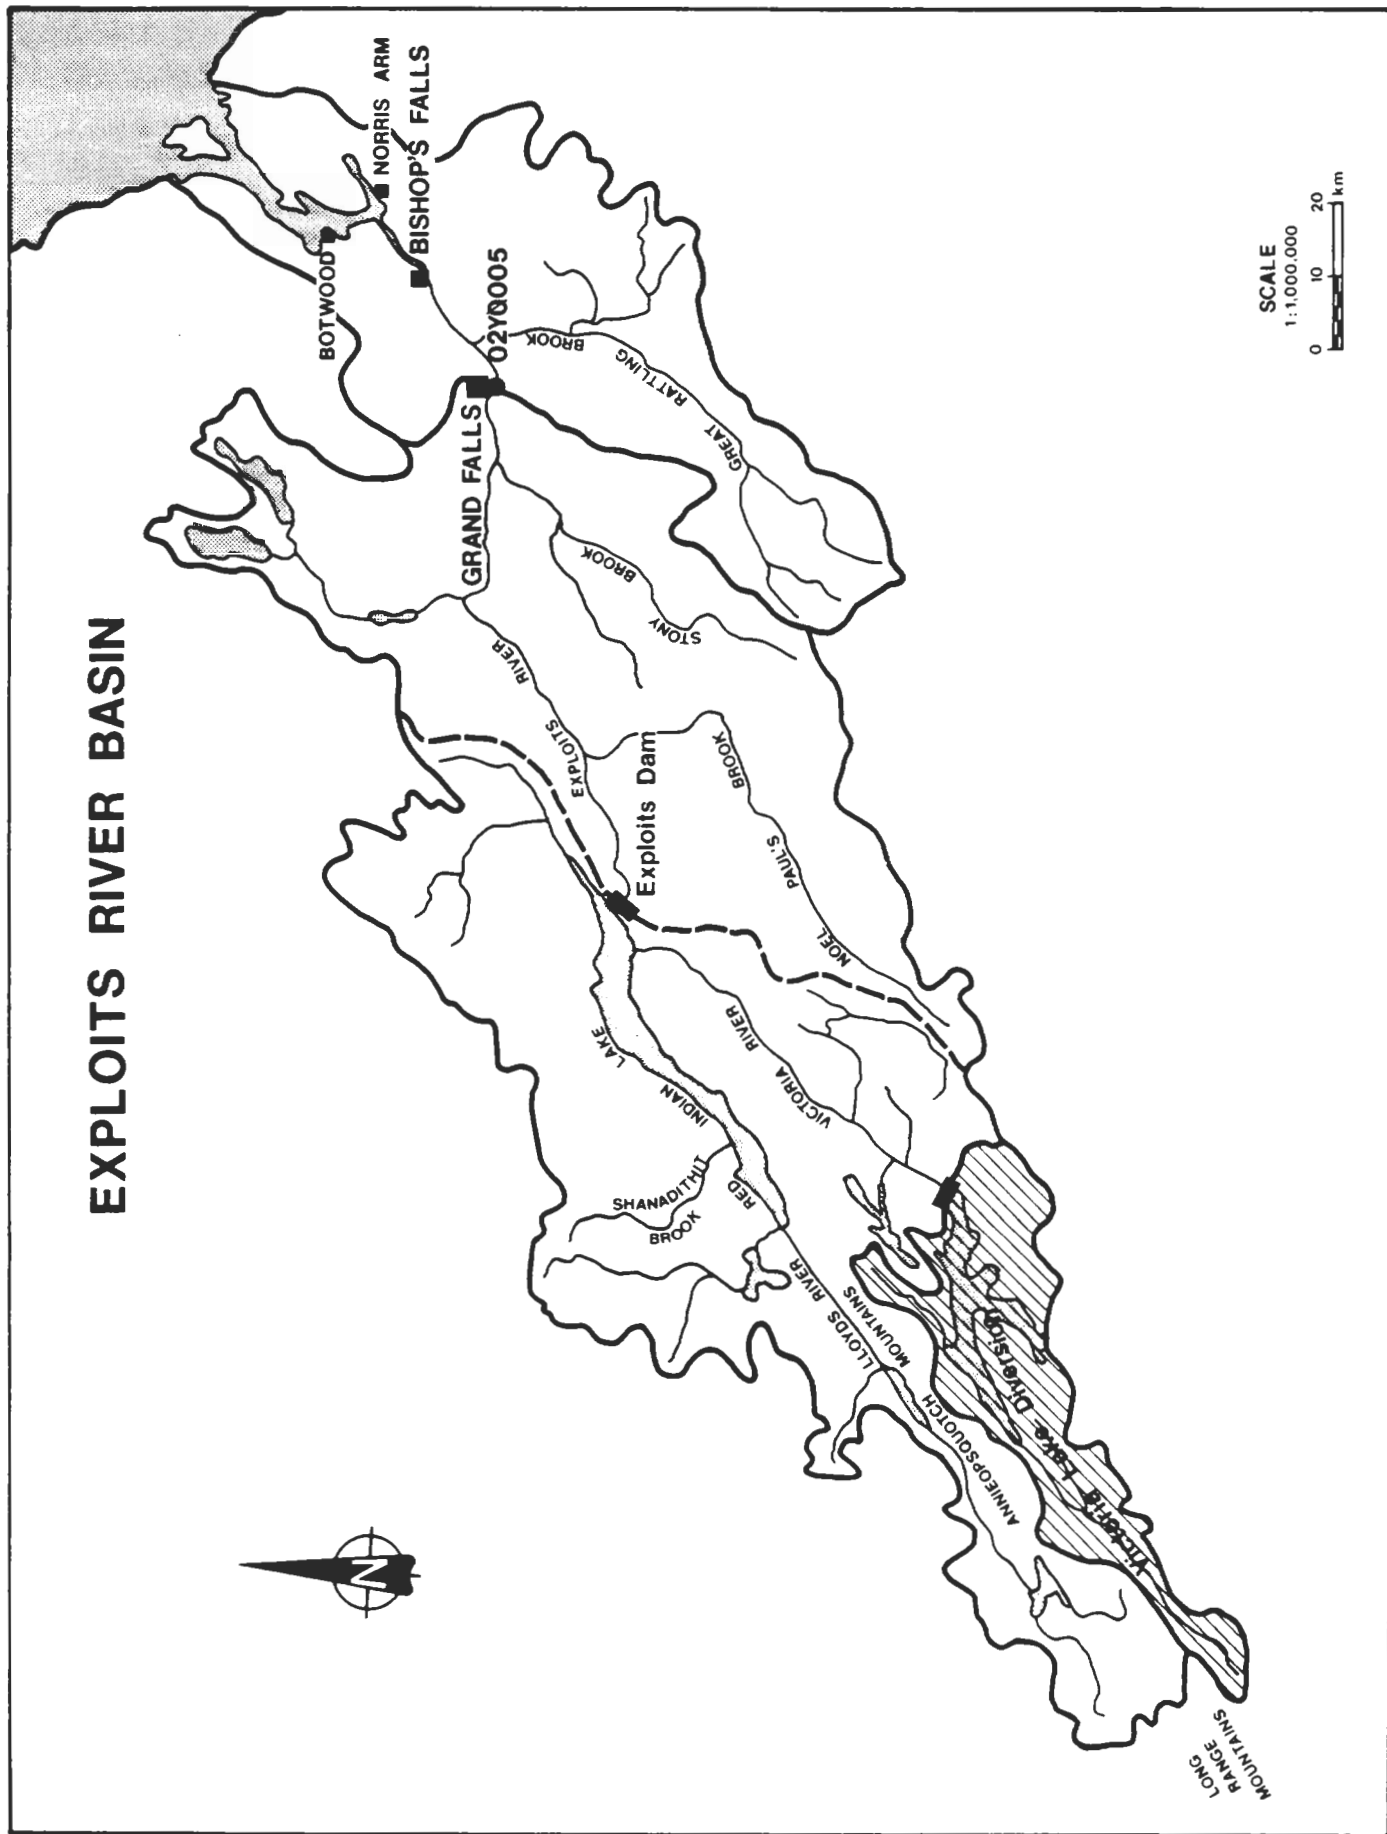 EXPLOITS RIVER BASIN
N
NORRIS ARM
BISHOP'S FALLS
BOTWOOD
02YO005
GRAND FALLS
GREAT RATTLING BROOK
STONY BROOK
EXPLOITS RIVER
Exploits Dam
NOEL PAUL'S BROOK
RED INDIAN LAKE
VICTORIA RIVER
SHANADITHIT
BROOK
LLOYDS RIVER
ANNIEOPSQUOTCH MOUNTAINS
Victoria Lake Diversion
LONG
RANGE
MOUNTAINS
SCALE
1:1,000,000
0 10 20 km